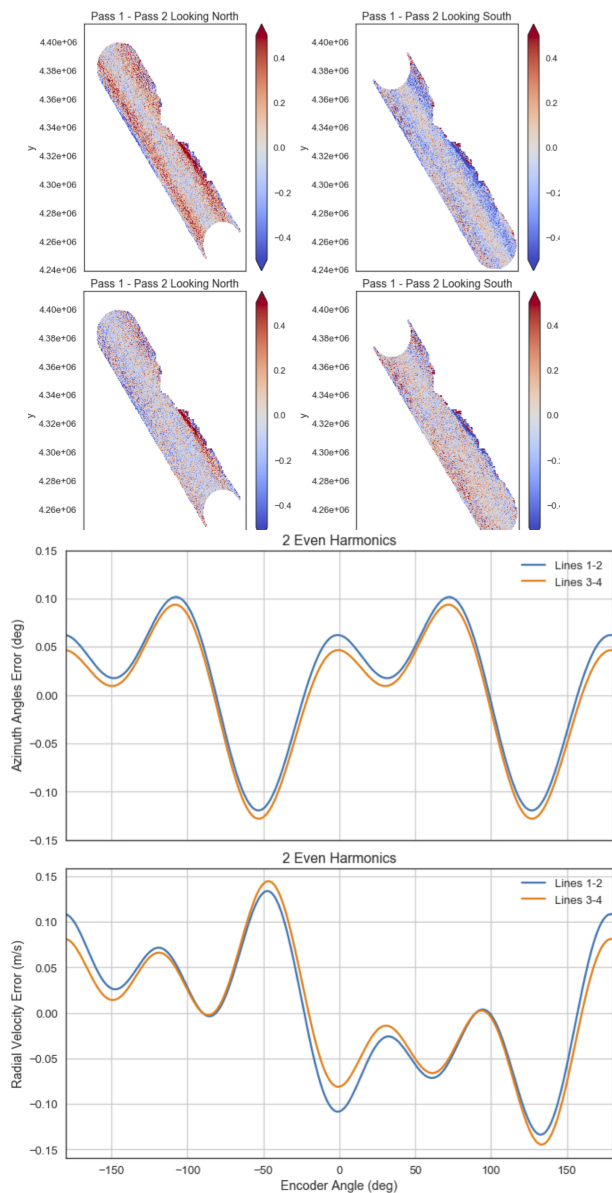 Pass 1 - Pass 2 Looking North
Pass 1 - Pass 2 Looking South
4.40e+06
4.38e+06
4.36e+06
4.34e+06
4.32e+06
4.30e+06
4.28e+06
4.26e+06
4.24e+06
y
0.4
0.2
0.0
−0.2
−0.4
4.40e+06
4.38e+06
4.36e+06
4.34e+06
4.32e+06
4.30e+06
4.28e+06
4.26e+06
4.24e+06
y
0.4
0.2
0.0
−0.2
−0.4
Pass 1 - Pass 2 Looking North
Pass 1 - Pass 2 Looking South
4.40e+06
4.38e+06
4.36e+06
4.34e+06
4.32e+06
4.30e+06
4.28e+06
4.26e+06
y
0.4
0.2
0.0
−0.2
−0.4
4.40e+06
4.38e+06
4.36e+06
4.34e+06
4.32e+06
4.30e+06
4.28e+06
4.26e+06
y
0.4
0.2
0.0
−0.2
−0.4
2 Even Harmonics
Lines 1-2
Lines 3-4
0.15
0.10
0.05
0.00
−0.05
−0.10
−0.15
Azimuth Angles Error (deg)
2 Even Harmonics
Lines 1-2
Lines 3-4
0.15
0.10
0.05
0.00
−0.05
−0.10
−0.15
Radial Velocity Error (m/s)
−150
−100
−50
0
50
100
150
Encoder Angle (deg)